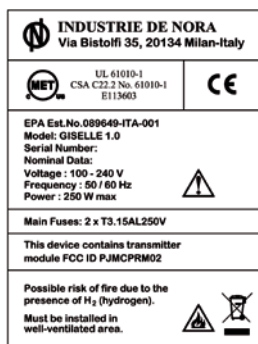 INDUSTRIE DE NORA
Via Bistolfi 35, 20134 Milan-Italy
MET
UL 61010-1
CSA C22.2 No. 61010-1
E113603
CE
EPA Est.No.089649-ITA-001
Model: GISELLE 1.0
Serial Number:
Nominal Data:
Voltage : 100 - 240 V
Frequency : 50 / 60 Hz
Power : 250 W max
Main Fuses: 2 x T3.15AL250V
This device contains transmitter
module FCC ID PJMCPRM02
Possible risk of fire due to the
presence of H₂ (hydrogen).
Must be installed in
well-ventilated area.